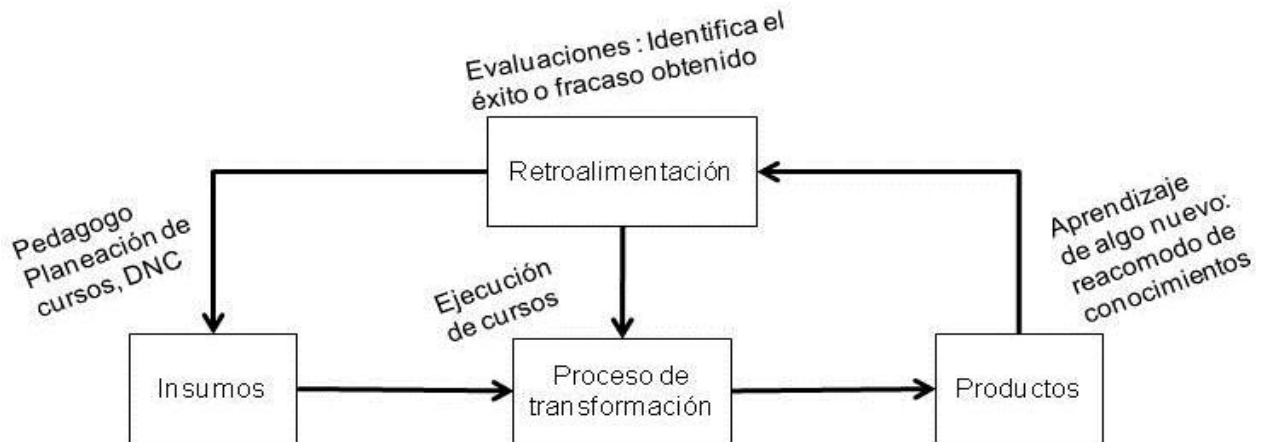 Evaluaciones : Identifica el
éxito o fracaso obtenido
Retroalimentación
Pedagogo
Planeación de
cursos, DNC
Ejecución
de cursos
Aprendizaje
de algo nuevo:
reacomodo de
conocimientos
Insumos
Proceso de
transformación
Productos